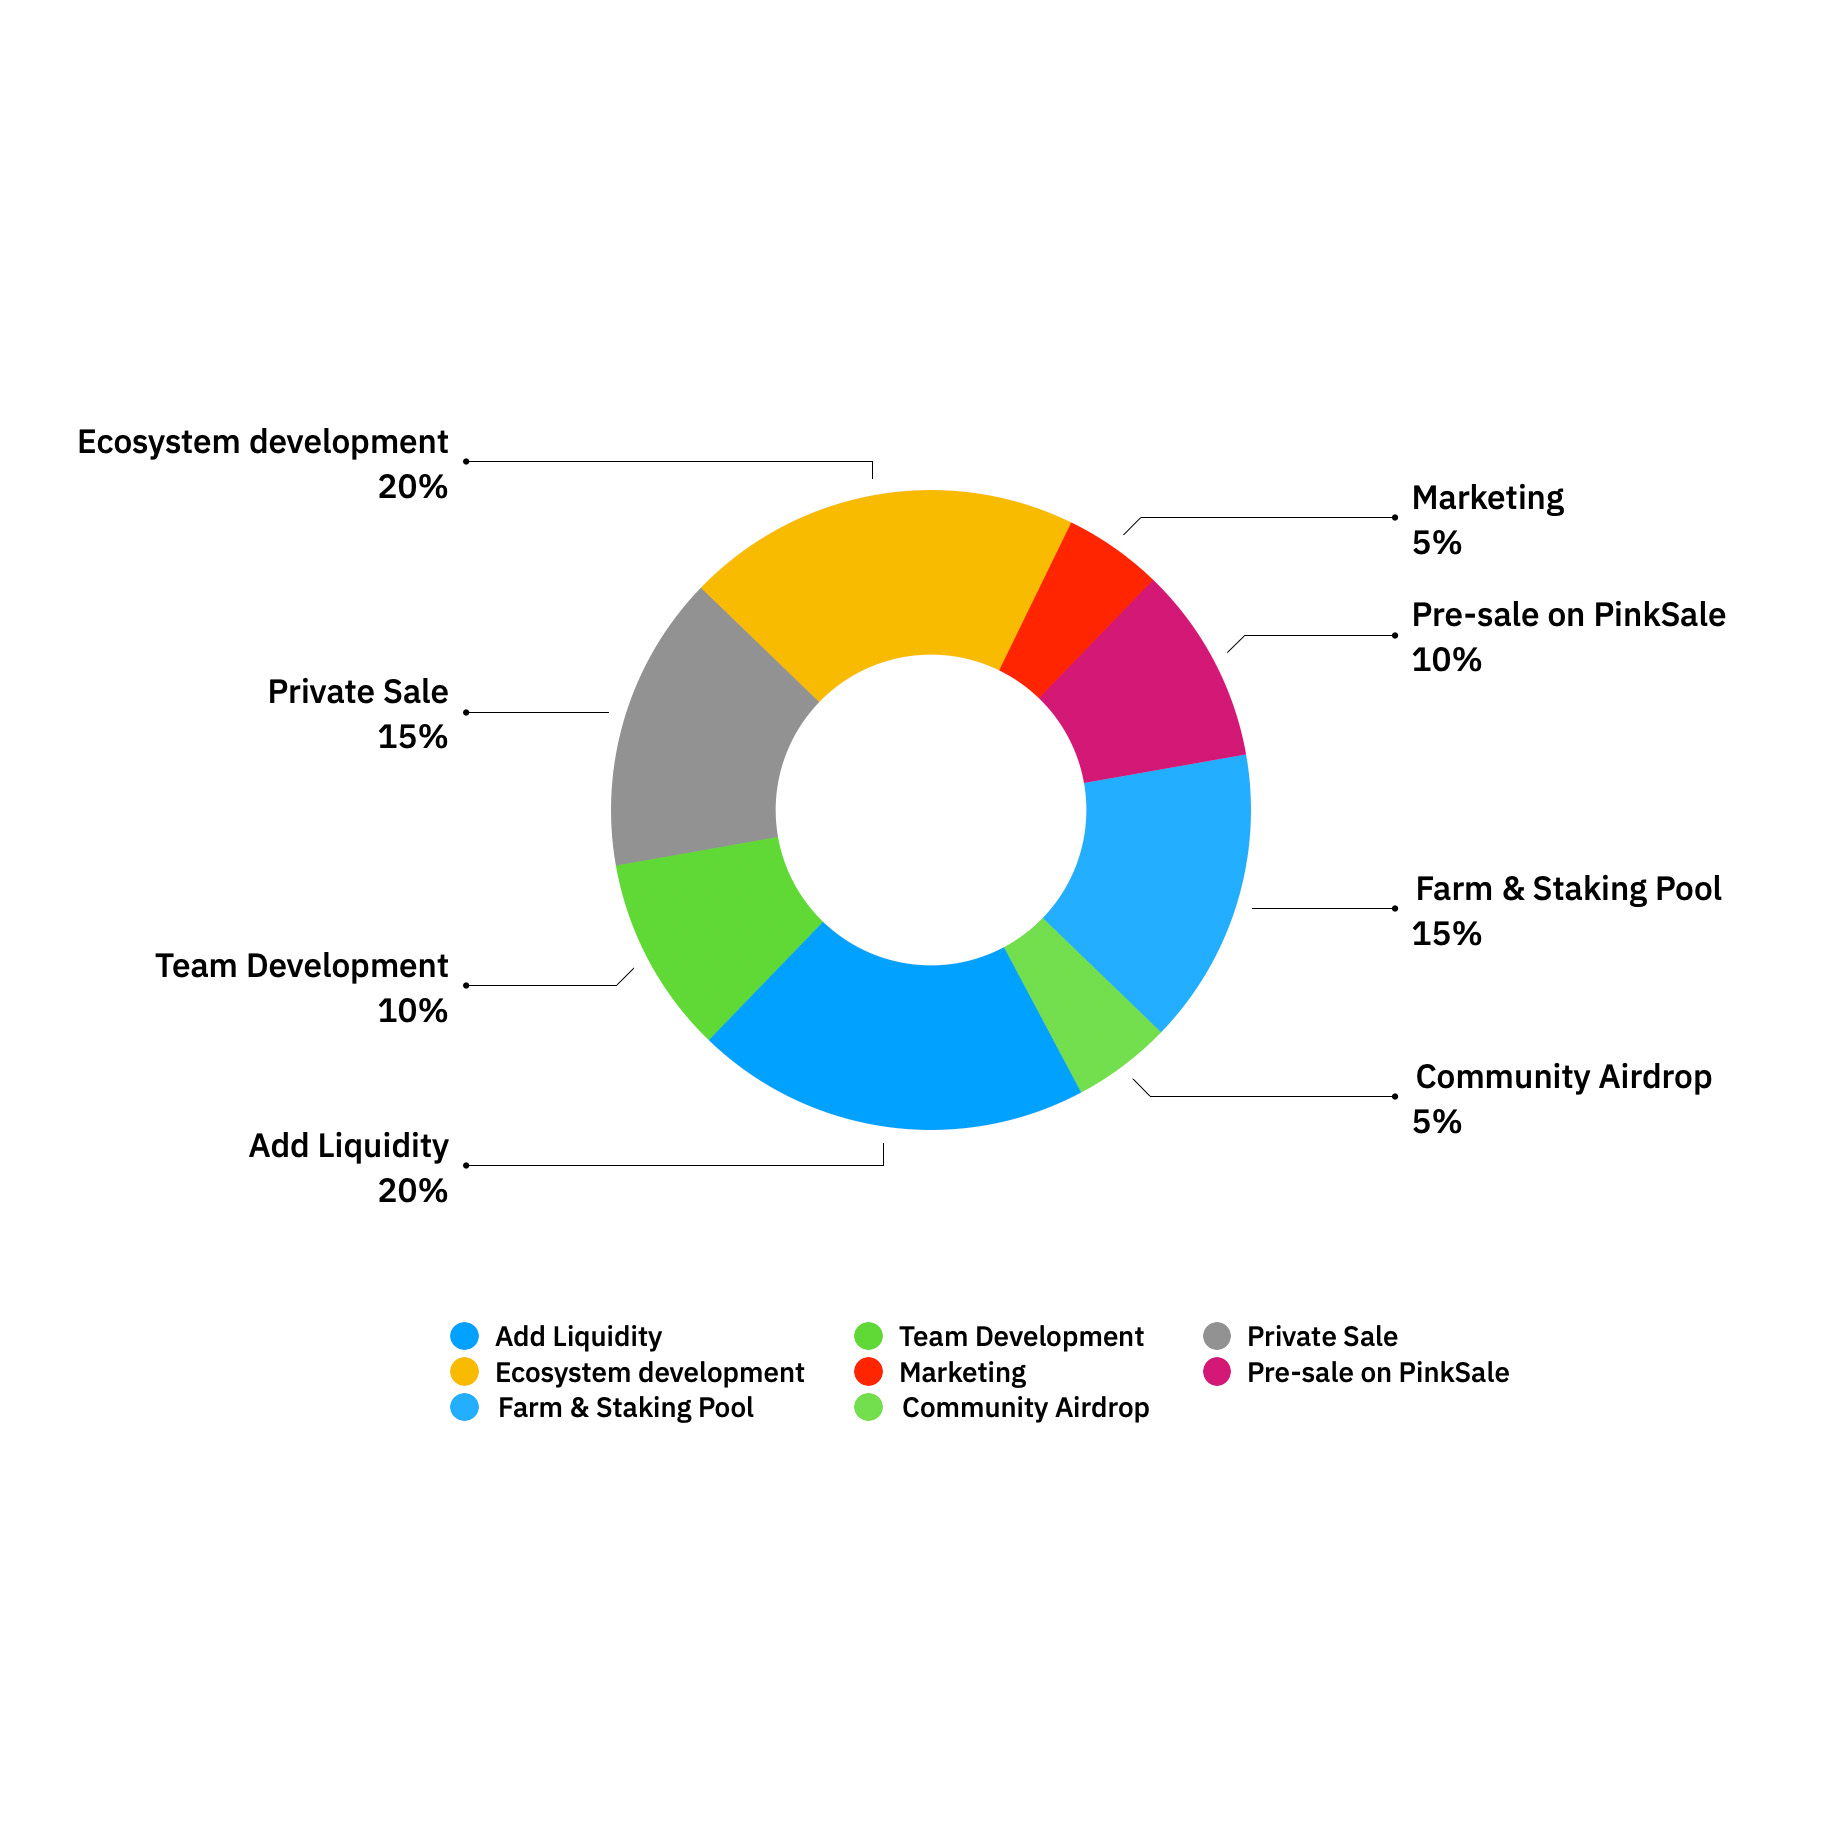 Ecosystem development
20%
Marketing
5%
Pre-sale on PinkSale
10%
Private Sale
15%
Farm & Staking Pool
15%
Team Development
10%
Community Airdrop
5%
Add Liquidity
20%
Add Liquidity
Team Development
Private Sale
Ecosystem development
Marketing
Pre-sale on PinkSale
Farm & Staking Pool
Community Airdrop